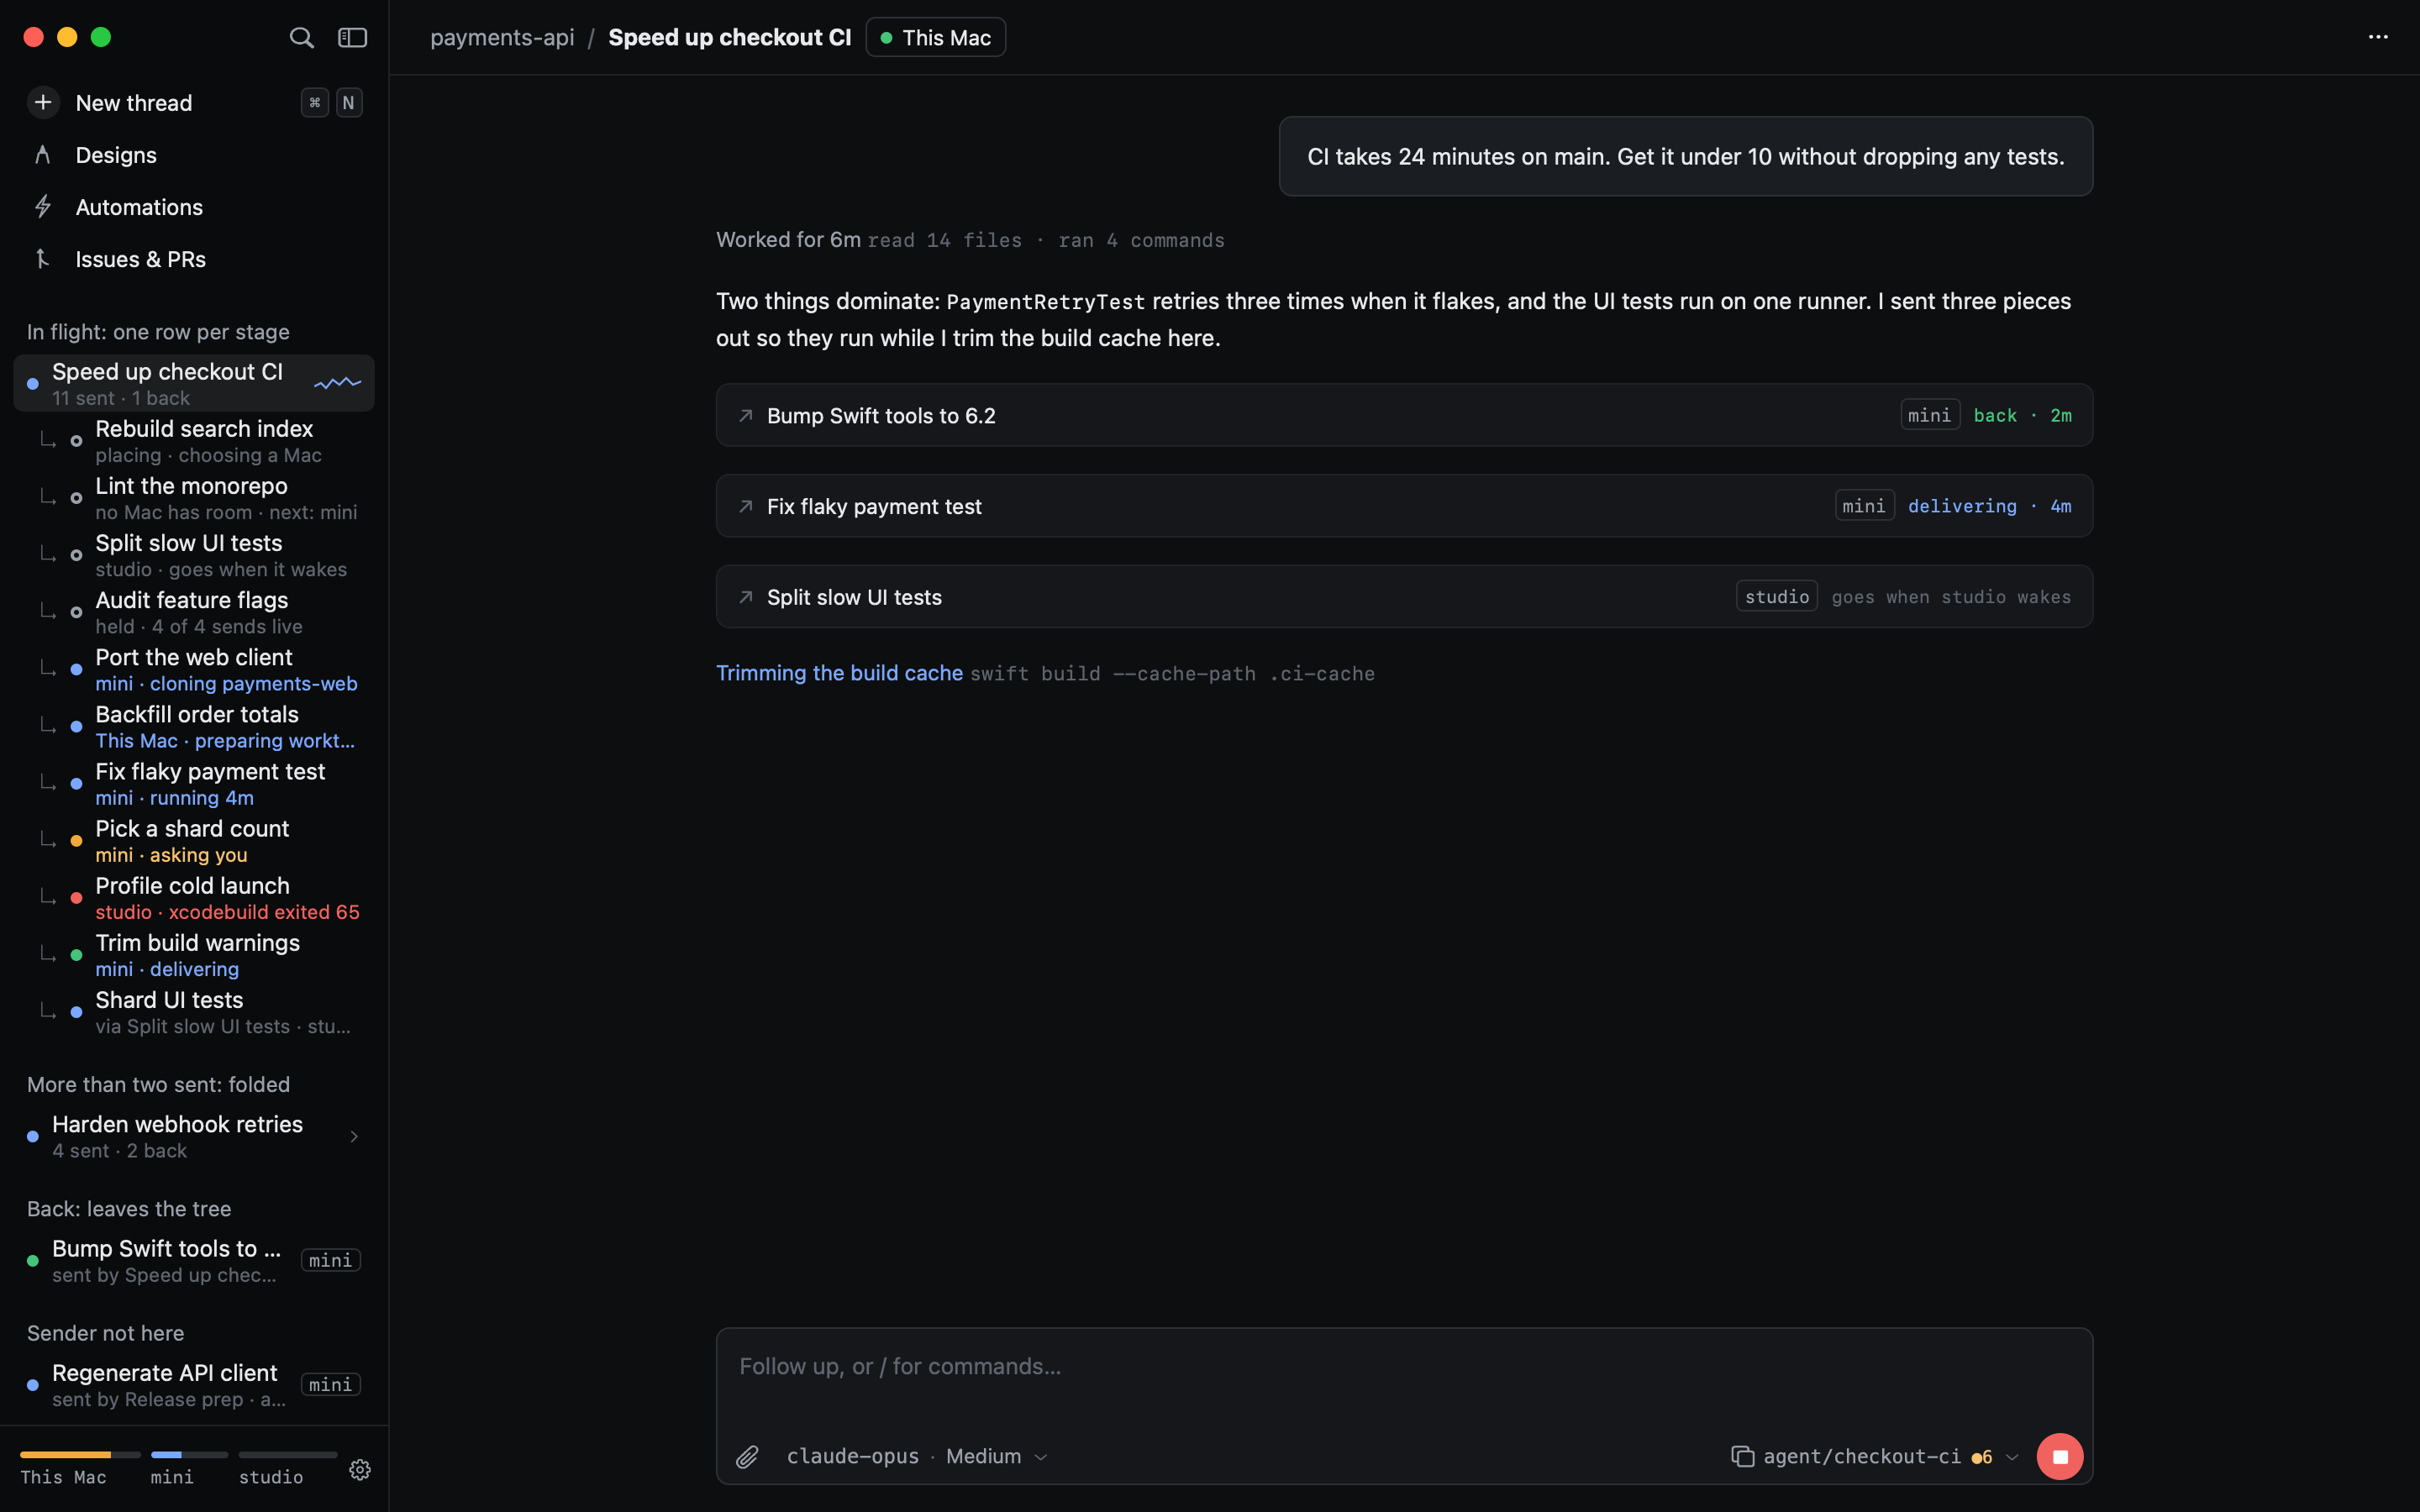 payments-api / Speed up checkout CI This Mac
New thread ⌘ N
Designs
Automations
Issues & PRs
In flight: one row per stage
Speed up checkout CI
11 sent · 1 back
Rebuild search index
placing · choosing a Mac
Lint the monorepo
no Mac has room · next: mini
Split slow UI tests
studio · goes when it wakes
Audit feature flags
held · 4 of 4 sends live
Port the web client
mini · cloning payments-web
Backfill order totals
This Mac · preparing workt...
Fix flaky payment test
mini · running 4m
Pick a shard count
mini · asking you
Profile cold launch
studio · xcodebuild exited 65
Trim build warnings
mini · delivering
Shard UI tests
via Split slow UI tests · stu...
More than two sent: folded
Harden webhook retries
4 sent · 2 back
Back: leaves the tree
Bump Swift tools to ... mini
sent by Speed up chec...
Sender not here
Regenerate API client mini
sent by Release prep · a...
This Mac mini studio
CI takes 24 minutes on main. Get it under 10 without dropping any tests.
Worked for 6m read 14 files · ran 4 commands
Two things dominate: PaymentRetryTest retries three times when it flakes, and the UI tests run on one runner. I sent three pieces
out so they run while I trim the build cache here.
Bump Swift tools to 6.2 mini back · 2m
Fix flaky payment test mini delivering · 4m
Split slow UI tests studio goes when studio wakes
Trimming the build cache swift build --cache-path .ci-cache
Follow up, or / for commands...
claude-opus · Medium agent/checkout-ci 6